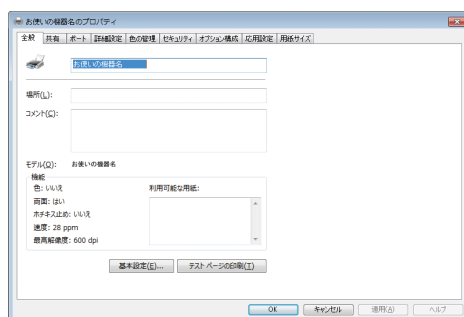 お使いの機器名のプロパティ
全般 共有 ポート 詳細設定 色の管理 セキュリティ オプション構成 応用設定 用紙サイズ
お使いの機器名
場所(L):
コメント(C):
モデル(O): お使いの機器名
機能
色: いいえ 利用可能な用紙:
両面: はい
ホチキス止め: いいえ
速度: 28 ppm
最高解像度: 600 dpi
基本設定(E)... テスト ページの印刷(T)
OK キャンセル 適用(A) ヘルプ